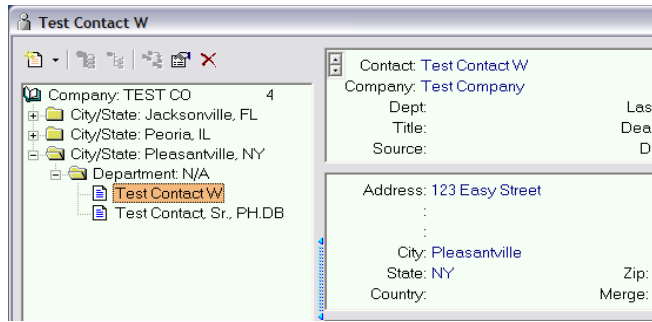 Test Contact W
Company: TEST CO 4
City/State: Jacksonville, FL
City/State: Peoria, IL
City/State: Pleasantville, NY
Department: N/A
Test Contact W
Test Contact, Sr., PH.DB
Contact: Test Contact W
Company: Test Company
Dept: Las
Title: Dea
Source: D
Address: 123 Easy Street
:
:
City: Pleasantville
State: NY Zip:
Country: Merge: